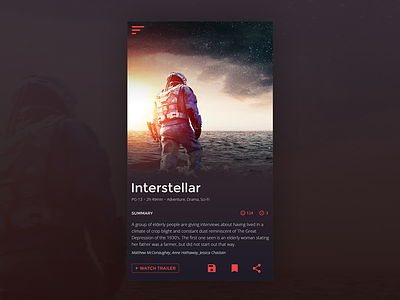 Interstellar
PG-13 • 2h 49min • Adventure, Drama, Sci-Fi
SUMMARY
134
3
A group of elderly people are giving interviews about having lived in a
climate of crop blight and constant dust reminiscent of The Great
Depression of the 1930's. The first one seen is an elderly woman stating
her father was a farmer, but did not start out that way.
Matthew McConaughey, Anne Hathaway, Jessica Chastain
WATCH TRAILER